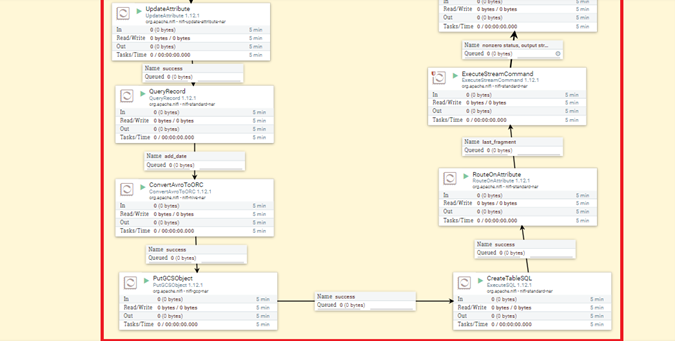 UpdateAttribute
UpdateAttribute 1.12.1
org.apache.nifi - nifi-update-attribute-nar
In 0 (0 bytes) 5 min
Read/Write 0 bytes / 0 bytes 5 min
Out 0 (0 bytes) 5 min
Tasks/Time 0 / 00:00:00.000 5 min
Name success
Queued 0 (0 bytes)
QueryRecord
QueryRecord 1.12.1
org.apache.nifi - nifi-standard-nar
In 0 (0 bytes) 5 min
Read/Write 0 bytes / 0 bytes 5 min
Out 0 (0 bytes) 5 min
Tasks/Time 0 / 00:00:00.000 5 min
Name add_date
Queued 0 (0 bytes)
ConvertAvroToORC
ConvertAvroToORC 1.12.1
org.apache.nifi - nifi-hive-nar
In 0 (0 bytes) 5 min
Read/Write 0 bytes / 0 bytes 5 min
Out 0 (0 bytes) 5 min
Tasks/Time 0 / 00:00:00.000 5 min
Name success
Queued 0 (0 bytes)
PutGCSObject
PutGCSObject 1.12.1
org.apache.nifi - nifi-gcp-nar
In 0 (0 bytes) 5 min
Read/Write 0 bytes / 0 bytes 5 min
Out 0 (0 bytes) 5 min
Tasks/Time 0 / 00:00:00.000 5 min
Name success
Queued 0 (0 bytes)
CreateTableSQL
ExecuteSQL 1.12.1
org.apache.nifi - nifi-standard-nar
In 0 (0 bytes) 5 min
Read/Write 0 bytes / 0 bytes 5 min
Out 0 (0 bytes) 5 min
Tasks/Time 0 / 00:00:00.000 5 min
Name success
Queued 0 (0 bytes)
RouteOnAttribute
RouteOnAttribute 1.12.1
org.apache.nifi - nifi-standard-nar
In 0 (0 bytes) 5 min
Read/Write 0 bytes / 0 bytes 5 min
Out 0 (0 bytes) 5 min
Tasks/Time 0 / 00:00:00.000 5 min
Name last_fragment
Queued 0 (0 bytes)
ExecuteStreamCommand
ExecuteStreamCommand 1.12.1
org.apache.nifi - nifi-standard-nar
In 0 (0 bytes) 5 min
Read/Write 0 bytes / 0 bytes 5 min
Out 0 (0 bytes) 5 min
Tasks/Time 0 / 00:00:00.000 5 min
Name nonzero status, output str...
Queued 0 (0 bytes)
Out 0 (0 bytes) 5 min
Tasks/Time 0 / 00:00:00.000 5 min